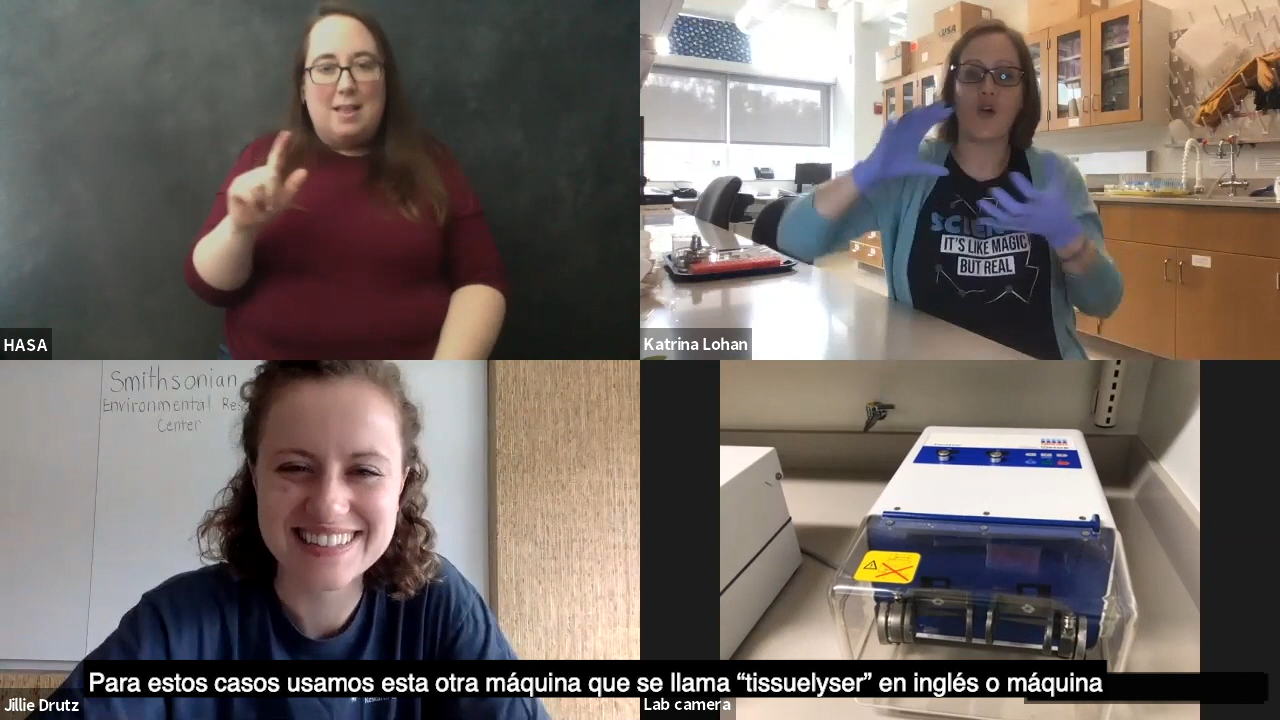 HASA
SCIENCE
IT'S LIKE MAGIC
BUT REAL
Katrina Lohan
Smithsonian
Environmental Res
Center
Para estos casos usamos esta otra máquina que se llama “tissuelyser” en inglés o máquina
Jillie Drutz
Lab camera